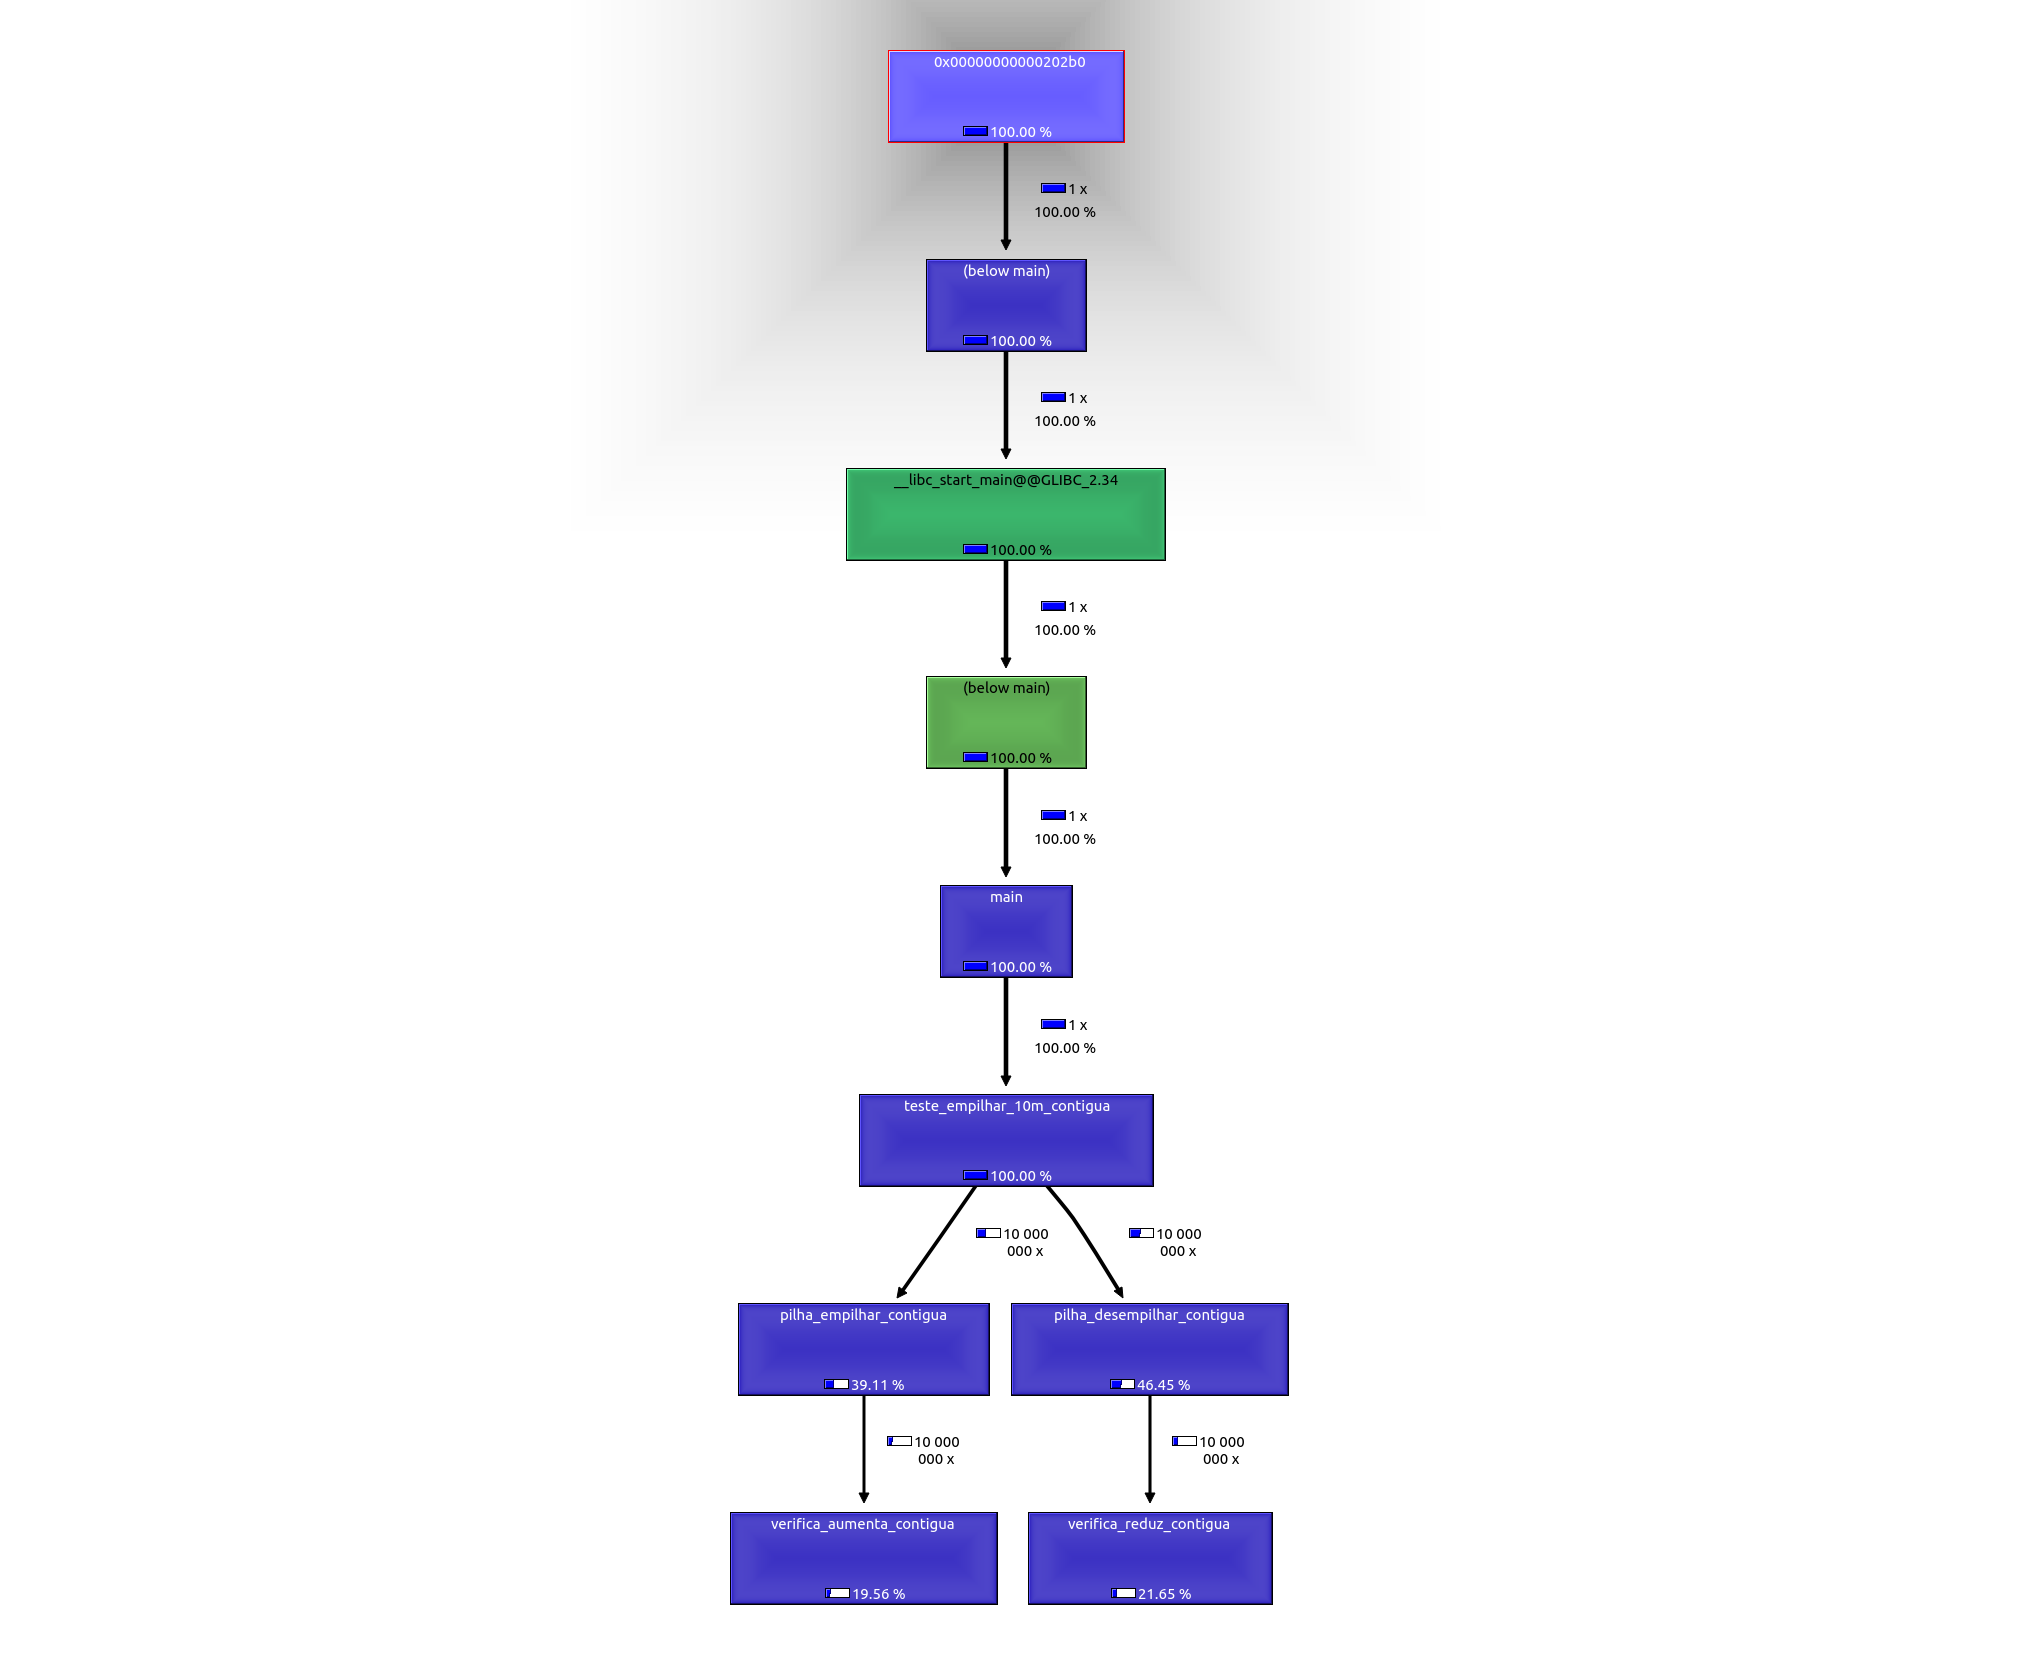 0x00000000000202b0
100.00 %
1 x
100.00 %
(below main)
100.00 %
1 x
100.00 %
__libc_start_main@@GLIBC_2.34
100.00 %
1 x
100.00 %
(below main)
100.00 %
1 x
100.00 %
main
100.00 %
1 x
100.00 %
teste_empilhar_10m_contigua
100.00 %
10 000
000 x
10 000
000 x
pilha_empilhar_contigua
39.11 %
pilha_desempilhar_contigua
46.45 %
10 000
000 x
10 000
000 x
verifica_aumenta_contigua
19.56 %
verifica_reduz_contigua
21.65 %